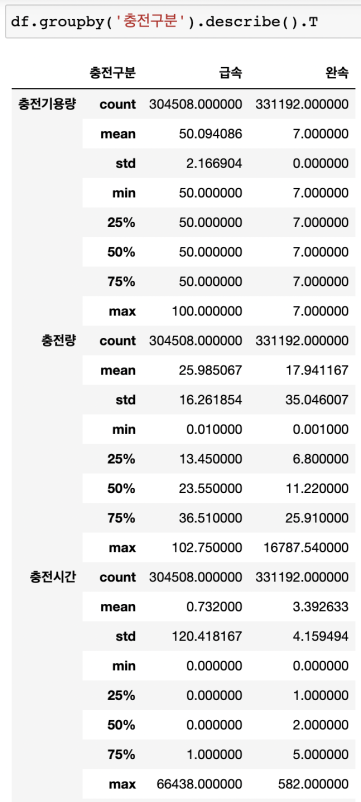 df.groupby('충전구분').describe().T
충전구분 급속 완속
충전기용량 count 304508.000000 331192.000000
mean 50.094086 7.000000
std 2.166904 0.000000
min 50.000000 7.000000
25% 50.000000 7.000000
50% 50.000000 7.000000
75% 50.000000 7.000000
max 100.000000 7.000000
충전량 count 304508.000000 331192.000000
mean 25.985067 17.941167
std 16.261854 35.046007
min 0.010000 0.001000
25% 13.450000 6.800000
50% 23.550000 11.220000
75% 36.510000 25.910000
max 102.750000 16787.540000
충전시간 count 304508.000000 331192.000000
mean 0.732000 3.392633
std 120.418167 4.159494
min 0.000000 0.000000
25% 0.000000 1.000000
50% 0.000000 2.000000
75% 1.000000 5.000000
max 66438.000000 582.000000